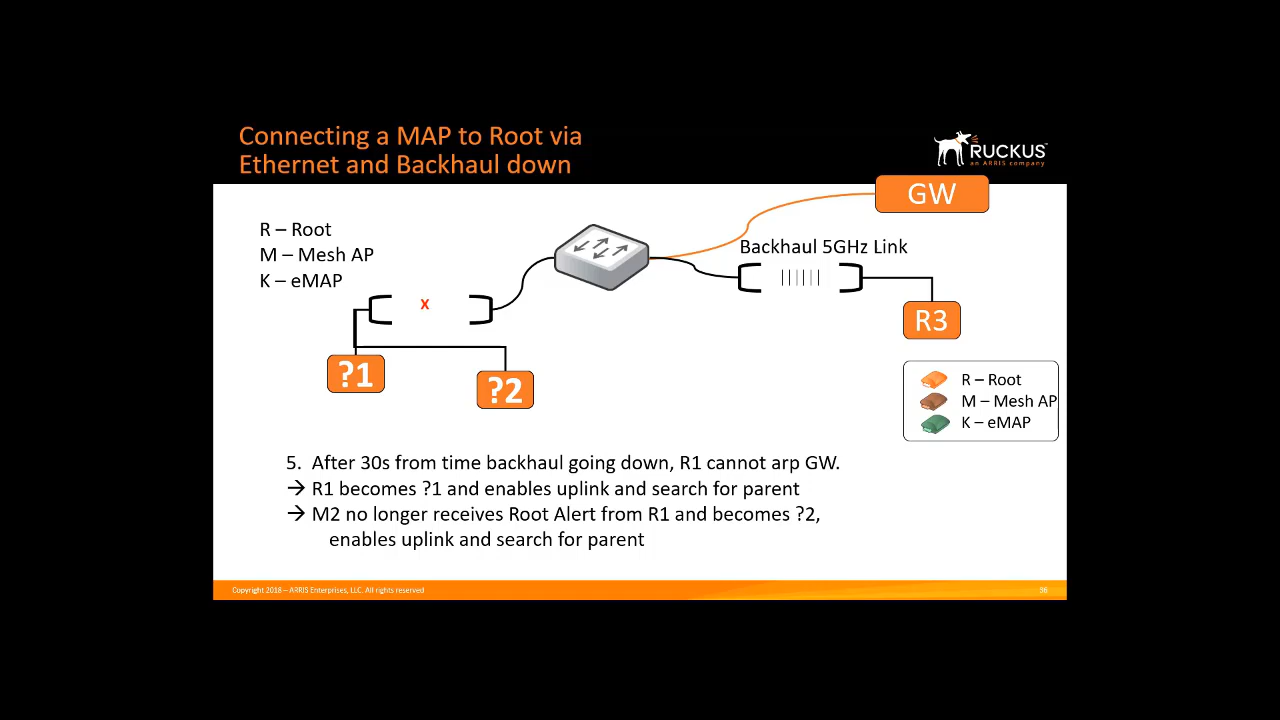 Connecting a MAP to Root via
Ethernet and Backhaul down
RUCKUS™
an ARRIS company
GW
R – Root
M – Mesh AP
K – eMAP
Backhaul 5GHz Link
x
R3
?1
?2
R – Root
M – Mesh AP
K – eMAP
5. After 30s from time backhaul going down, R1 cannot arp GW.
→ R1 becomes ?1 and enables uplink and search for parent
→ M2 no longer receives Root Alert from R1 and becomes ?2,
enables uplink and search for parent
Copyright 2018 – ARRIS Enterprises, LLC. All rights reserved